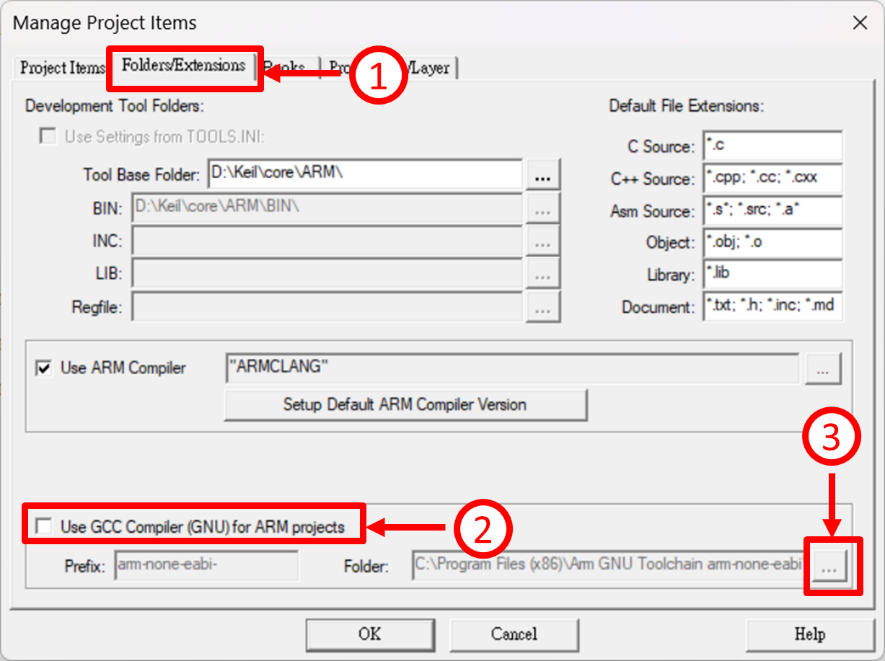 Manage Project Items
Project Items
Folders/Extensions
1
Development Tool Folders:
Use Settings from TOOLS.INI:
Tool Base Folder: D:\Keil\core\ARM\ ...
BIN: D:\Keil\core\ARM\BIN\ ...
INC: ...
LIB: ...
Regfile: ...
Default File Extensions:
C Source: *.c
C++ Source: *.cpp; *.cc; *.cxx
Asm Source: *.s*; *.src; *.a*
Object: *.obj; *.o
Library: *.lib
Document: *.txt; *.h; *.inc; *.md
Use ARM Compiler "ARMCLANG" ...
Setup Default ARM Compiler Version
3
Use GCC Compiler (GNU) for ARM projects
2
Prefix: arm-none-eabi- Folder: C:\Program Files (x86)\Arm GNU Toolchain arm-none-eabi ...
OK Cancel Help